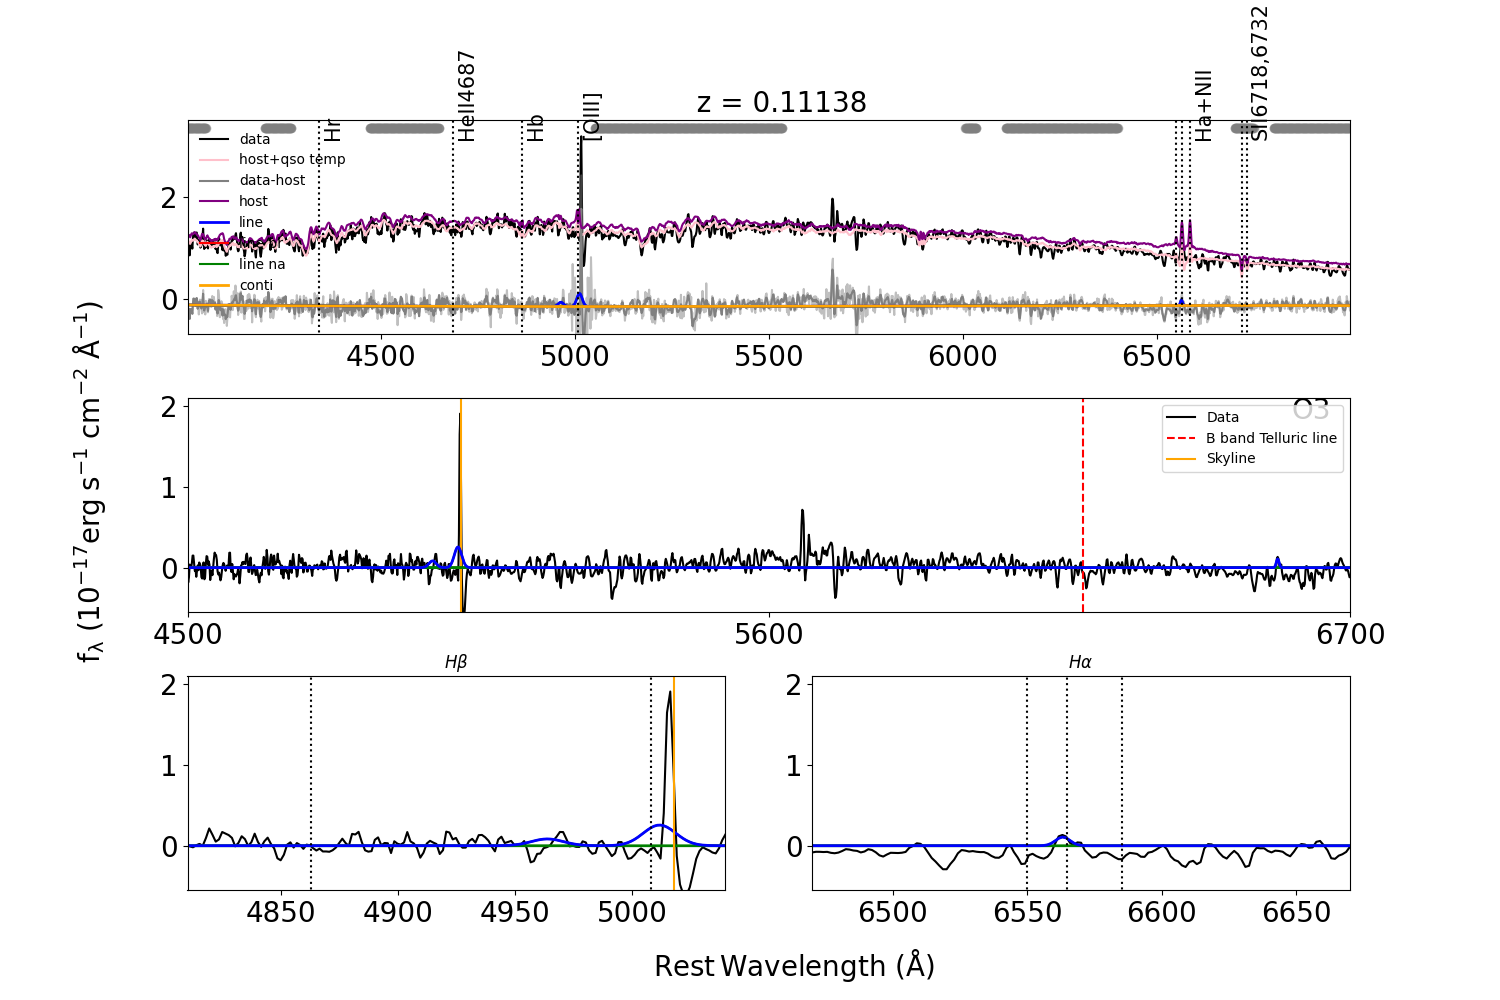 z = 0.11138
Hr
HeII4687
Hb
[OIII]
Ha+NII
SII6718,6732
data
host+qso temp
data-host
host
line
line na
conti
2
0
4500 5000 5500 6000 6500
fλ (10⁻¹⁷erg s⁻¹ cm⁻² Å⁻¹)
O3
Data
B band Telluric line
Skyline
2
1
0
4500 5600 6700
Hβ
2
1
0
4850 4900 4950 5000
Hα
2
1
0
6500 6550 6600 6650
Rest Wavelength (Å)